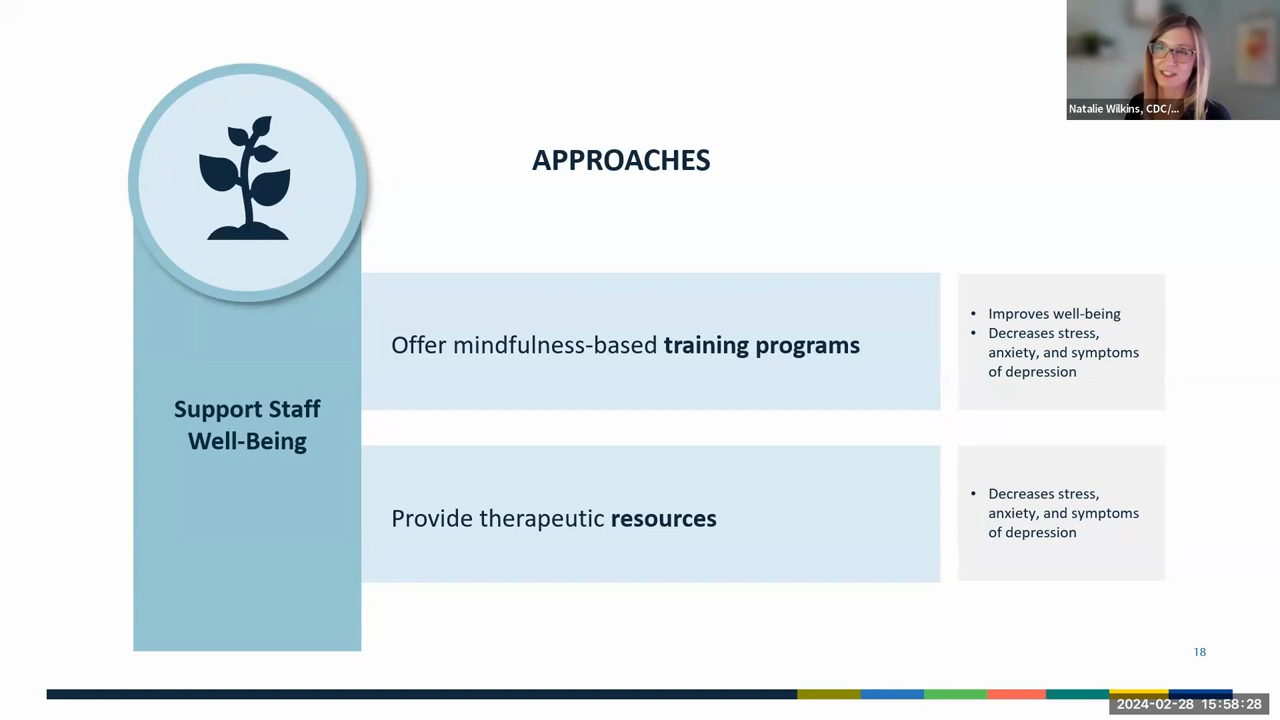 Natalie Wilkins, CDC/...
APPROACHES
Support Staff
Well-Being
Offer mindfulness-based training programs
• Improves well-being
• Decreases stress,
anxiety, and symptoms
of depression
Provide therapeutic resources
• Decreases stress,
anxiety, and symptoms
of depression
18
2024-02-28 15:58:28